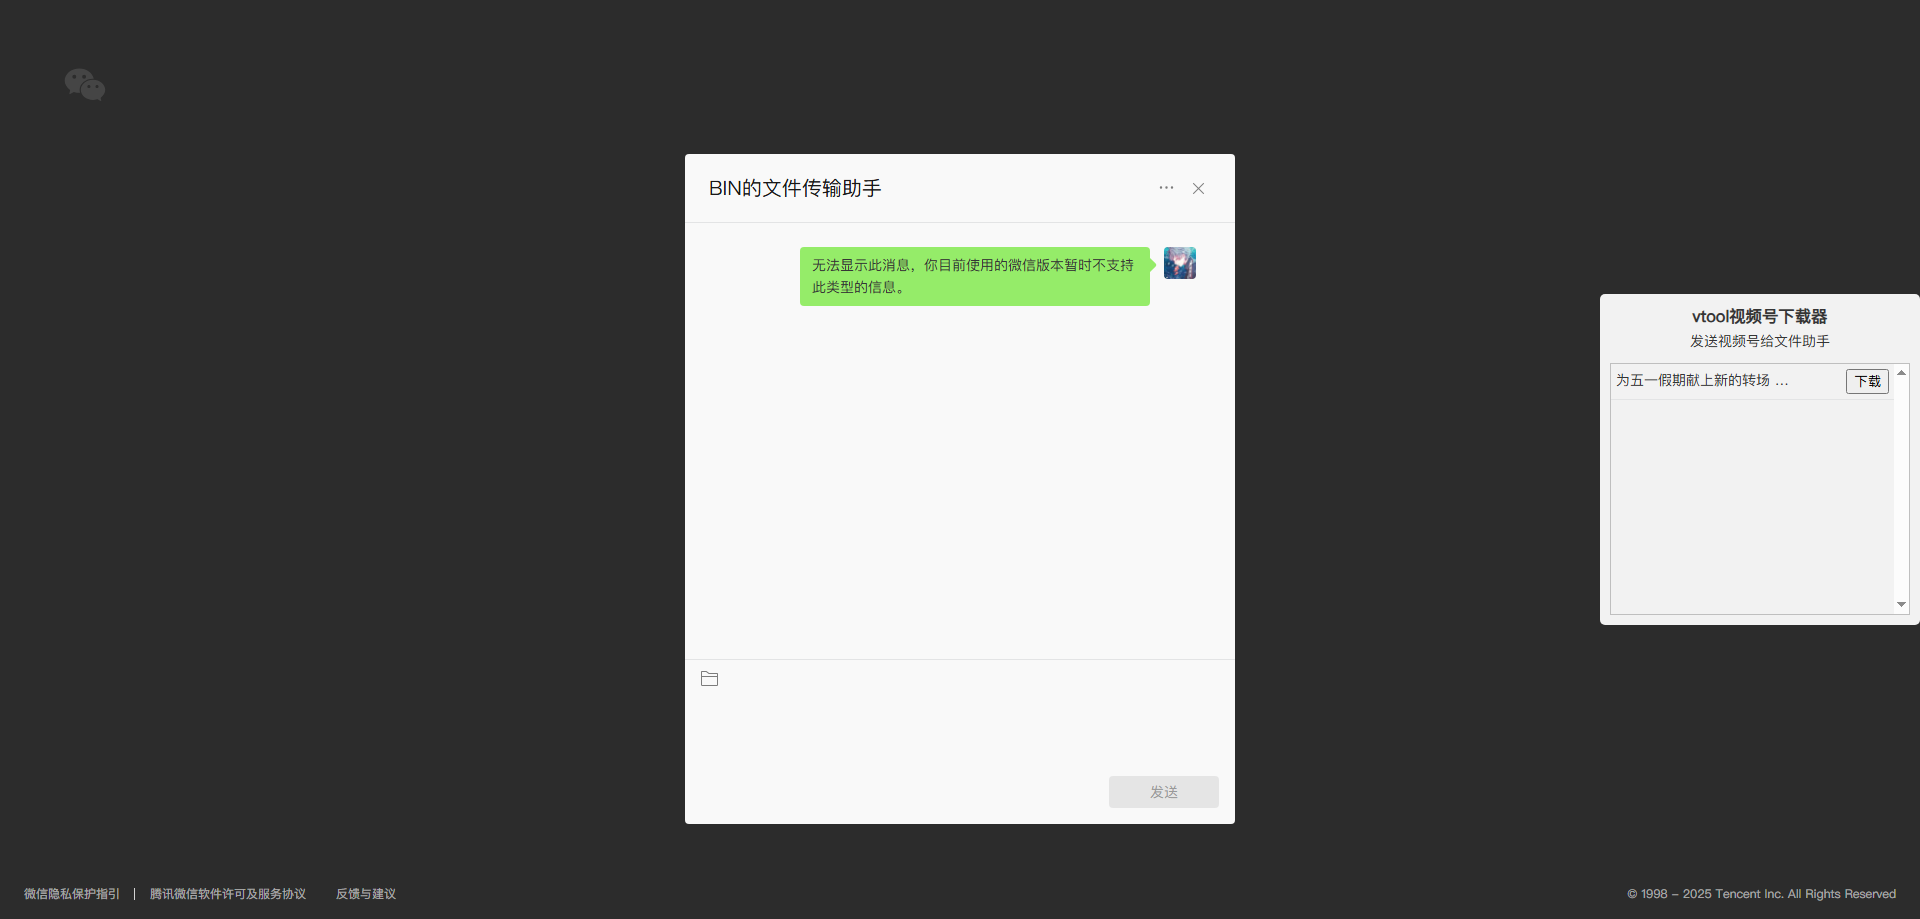 BIN的文件传输助手
无法显示此消息，你目前使用的微信版本暂时不支持
此类型的信息。
发送
vtool视频号下载器
发送视频号给文件助手
为五一假期献上新的转场 ...
下载
微信隐私保护指引 | 腾讯微信软件许可及服务协议 反馈与建议
© 1998 - 2025 Tencent Inc. All Rights Reserved